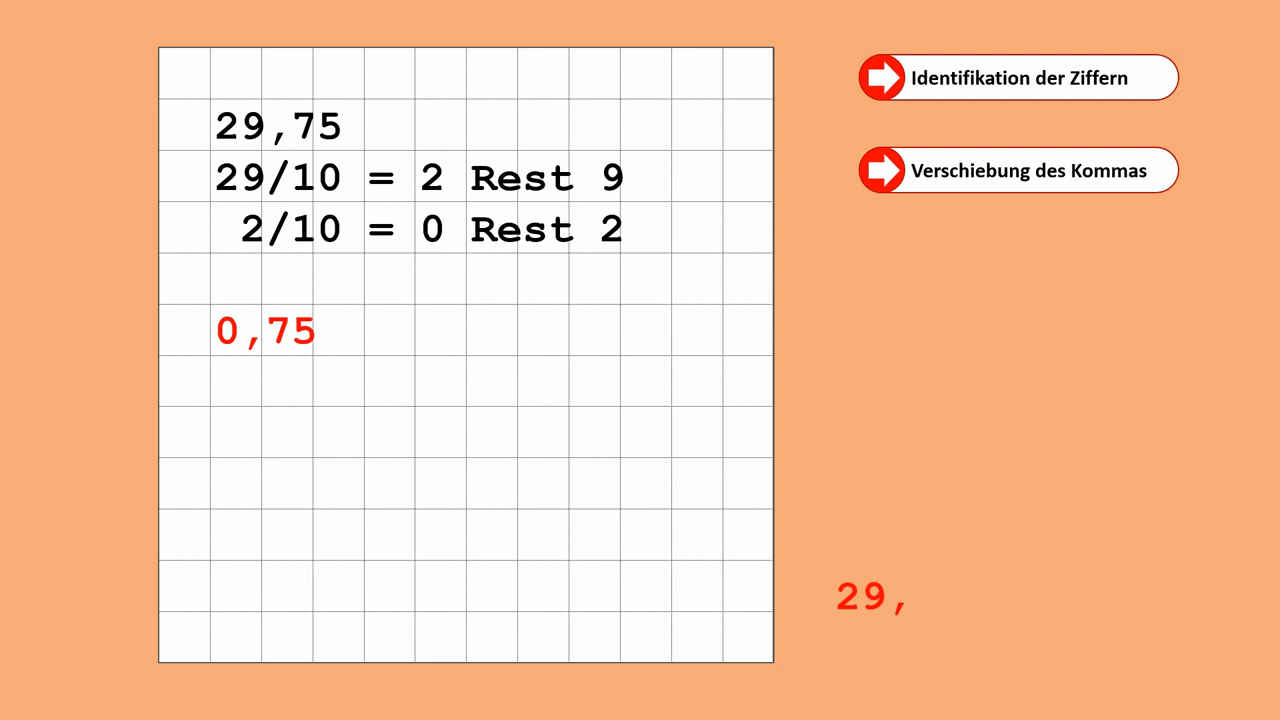 29,75
29/10 = 2 Rest 9
2/10 = 0 Rest 2
0,75
Identifikation der Ziffern
Verschiebung des Kommas
29,